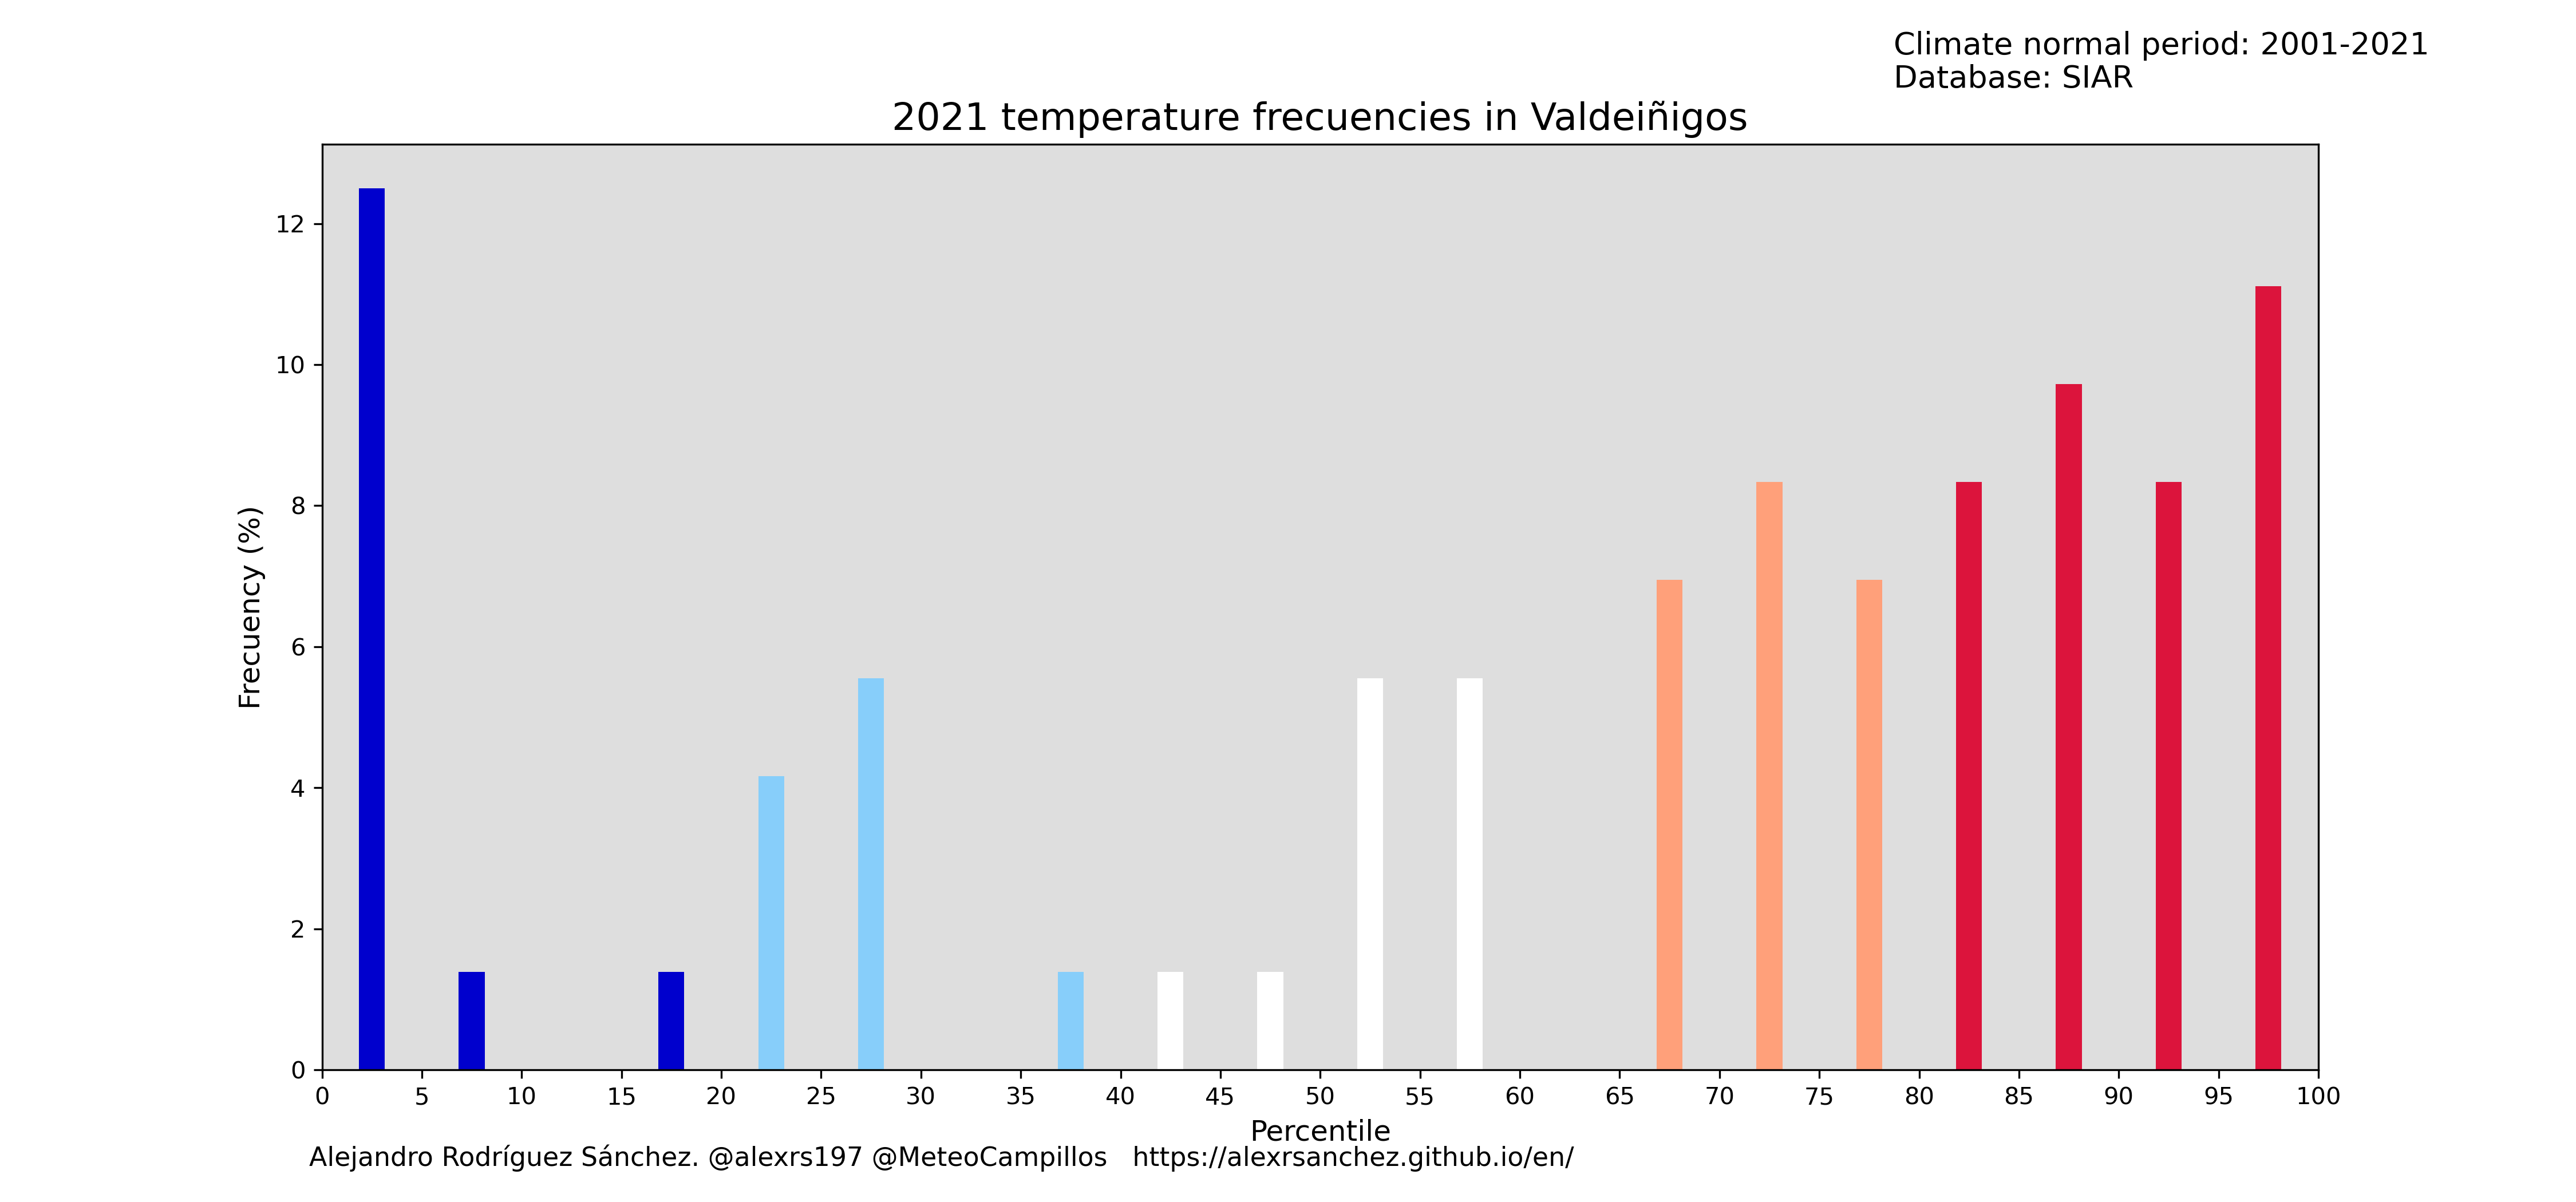 Climate normal period: 2001-2021
Database: SIAR
2021 temperature frecuencies in Valdeiñigos
Frecuency (%)
12
10
8
6
4
2
0
0 5 10 15 20 25 30 35 40 45 50 55 60 65 70 75 80 85 90 95 100
Percentile
Alejandro Rodríguez Sánchez. @alexrs197 @MeteoCampillos https://alexrsanchez.github.io/en/